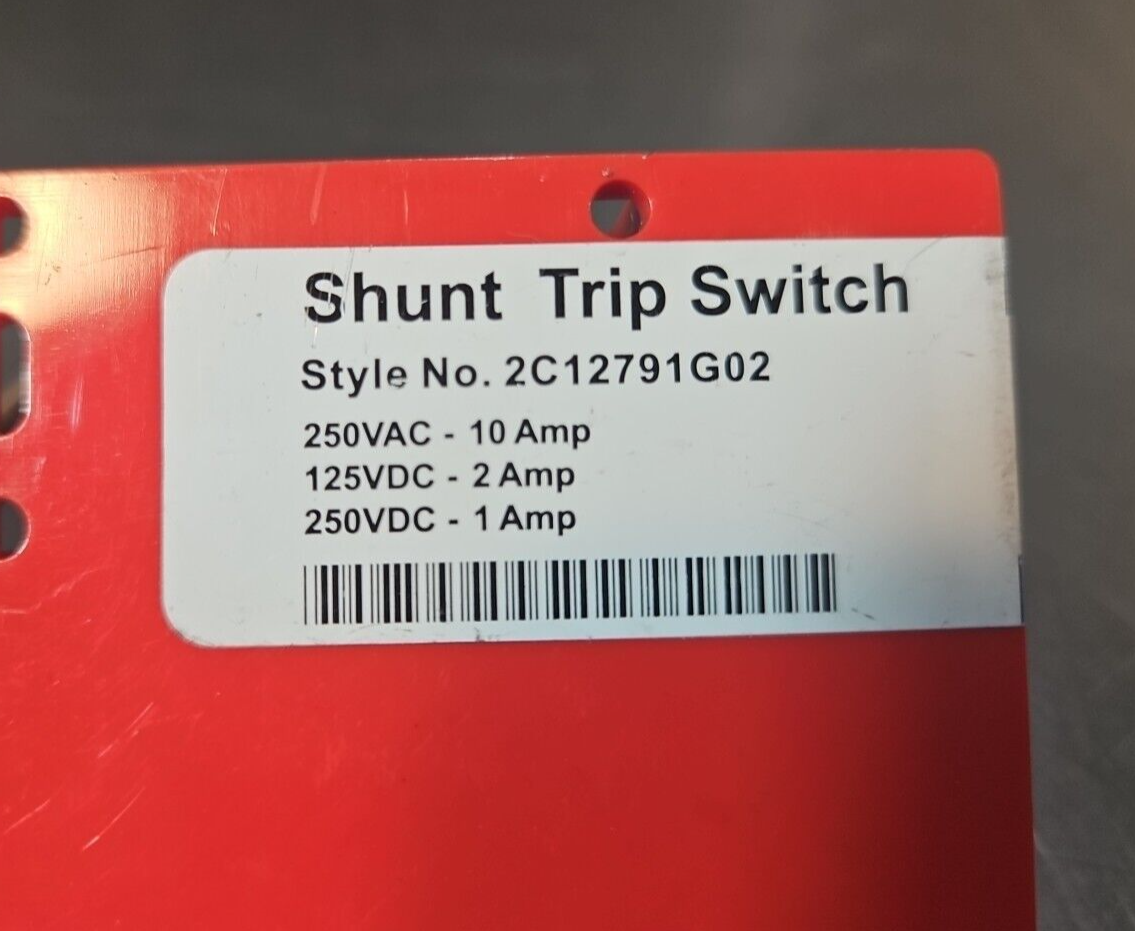 Shunt Trip Switch
Style No. 2C12791G02
250VAC - 10 Amp
125VDC - 2 Amp
250VDC - 1 Amp